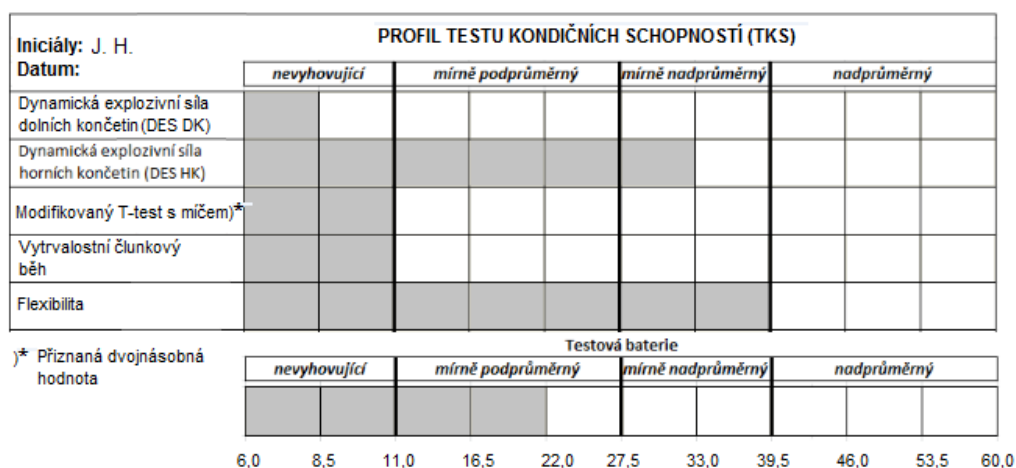 PROFIL TESTU KONDIČNÍCH SCHOPNOSTÍ (TKS)
Iniciály: J. H.
Datum:
nevyhovující mírně podprůměrný mírně nadprůměrný nadprůměrný
Dynamická explozivní síla
dolních končetin (DES DK)
Dynamická explozivní síla
horních končetin (DES HK)
Modifikovaný T-test s míčem)*
Vytrvalostní člunkový
běh
Flexibilita
)* Přiznaná dvojnásobná
hodnota
Testová baterie
nevyhovující mírně podprůměrný mírně nadprůměrný nadprůměrný
6,0 8,5 11,0 16,5 22,0 27,5 33,0 39,5 46,0 53,5 60,0